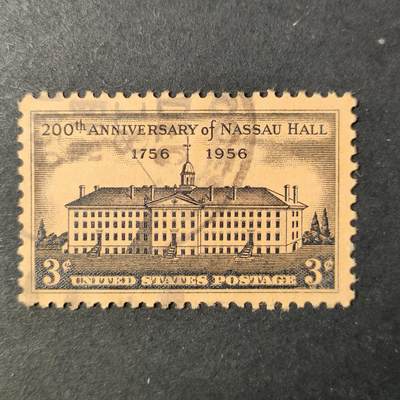 200th ANNIVERSARY of NASSAU HALL
1756 1956
3¢ UNITED STATES POSTAGE 3¢